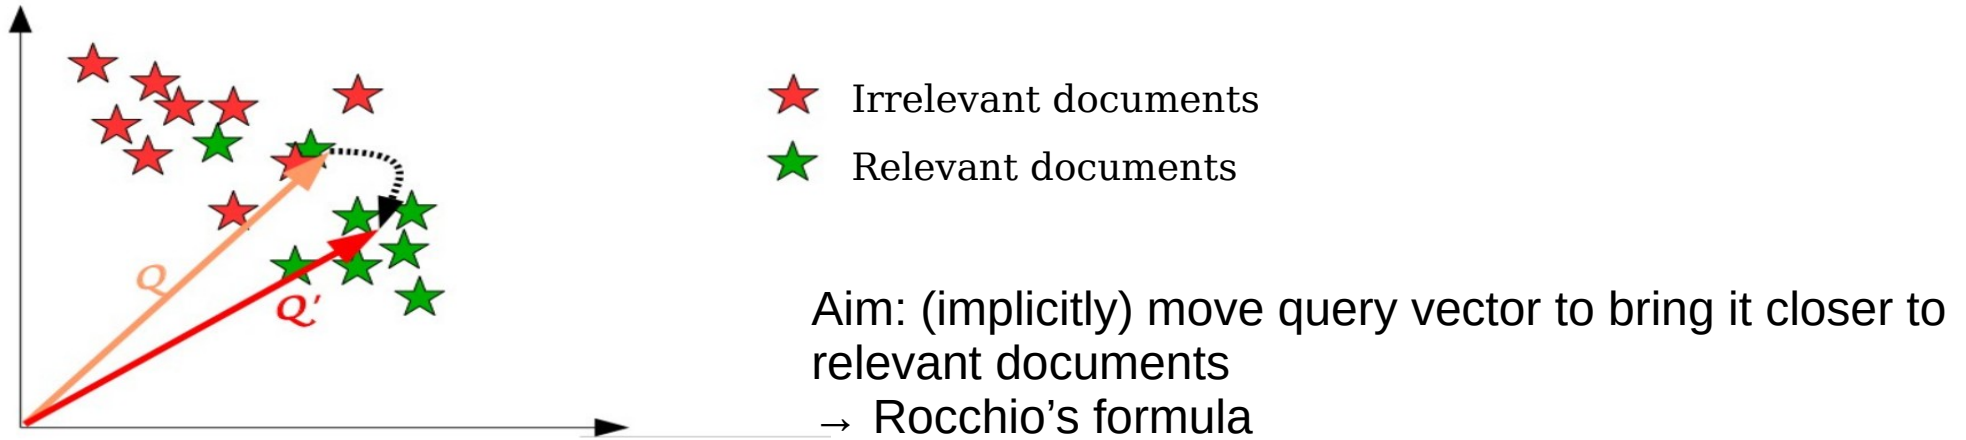 Irrelevant documents
Relevant documents
Q
Q'
Aim: (implicitly) move query vector to bring it closer to
relevant documents
→ Rocchio’s formula